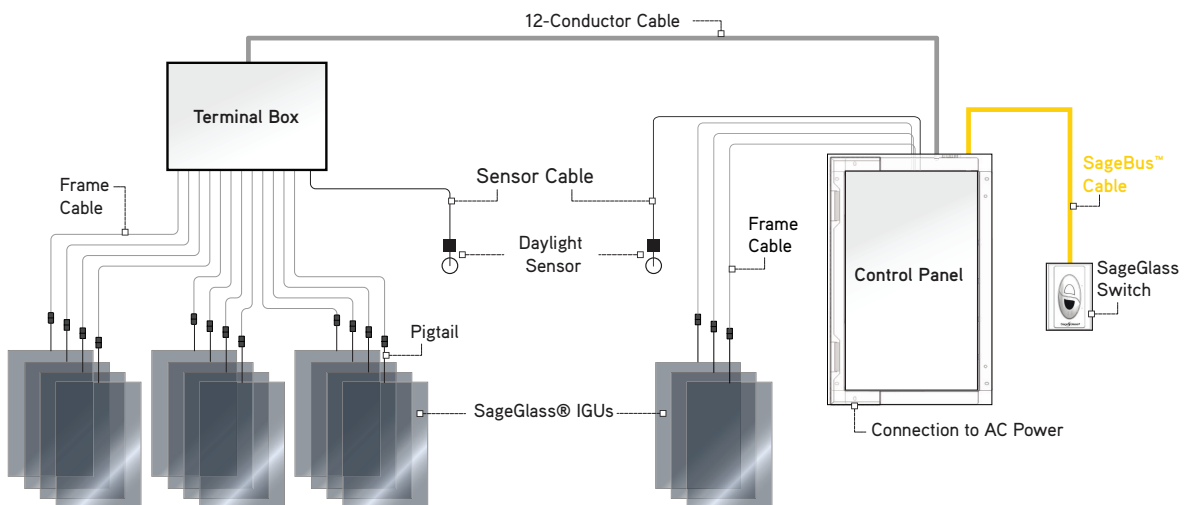 12-Conductor Cable
Terminal Box
Frame
Cable
Sensor Cable
Daylight
Sensor
Pigtail
SageGlass® IGUs
Frame
Cable
Control Panel
SageBus™
Cable
SageGlass
Switch
Connection to AC Power